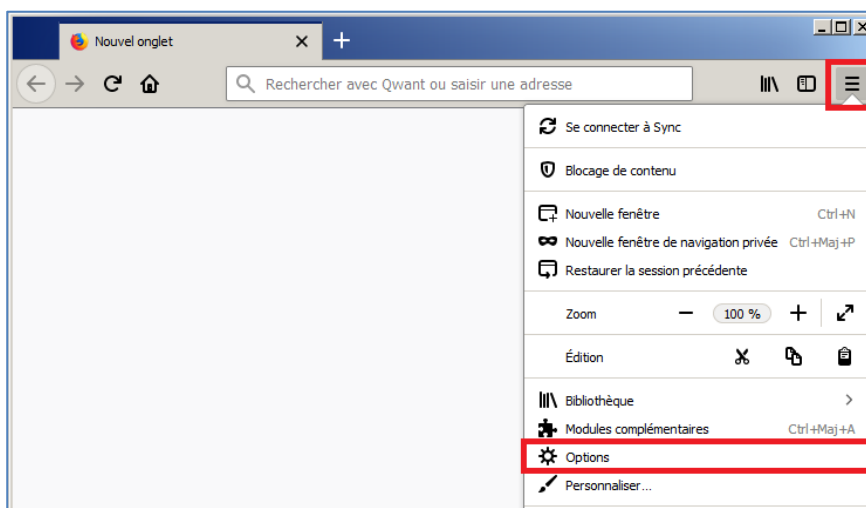 Nouvel onglet
Rechercher avec Qwant ou saisir une adresse
Se connecter à Sync
Blocage de contenu
Nouvelle fenêtre Ctrl+N
Nouvelle fenêtre de navigation privée Ctrl+Maj+P
Restaurer la session précédente
Zoom 100 %
Édition
Bibliothèque
Modules complémentaires Ctrl+Maj+A
Options
Personnaliser...